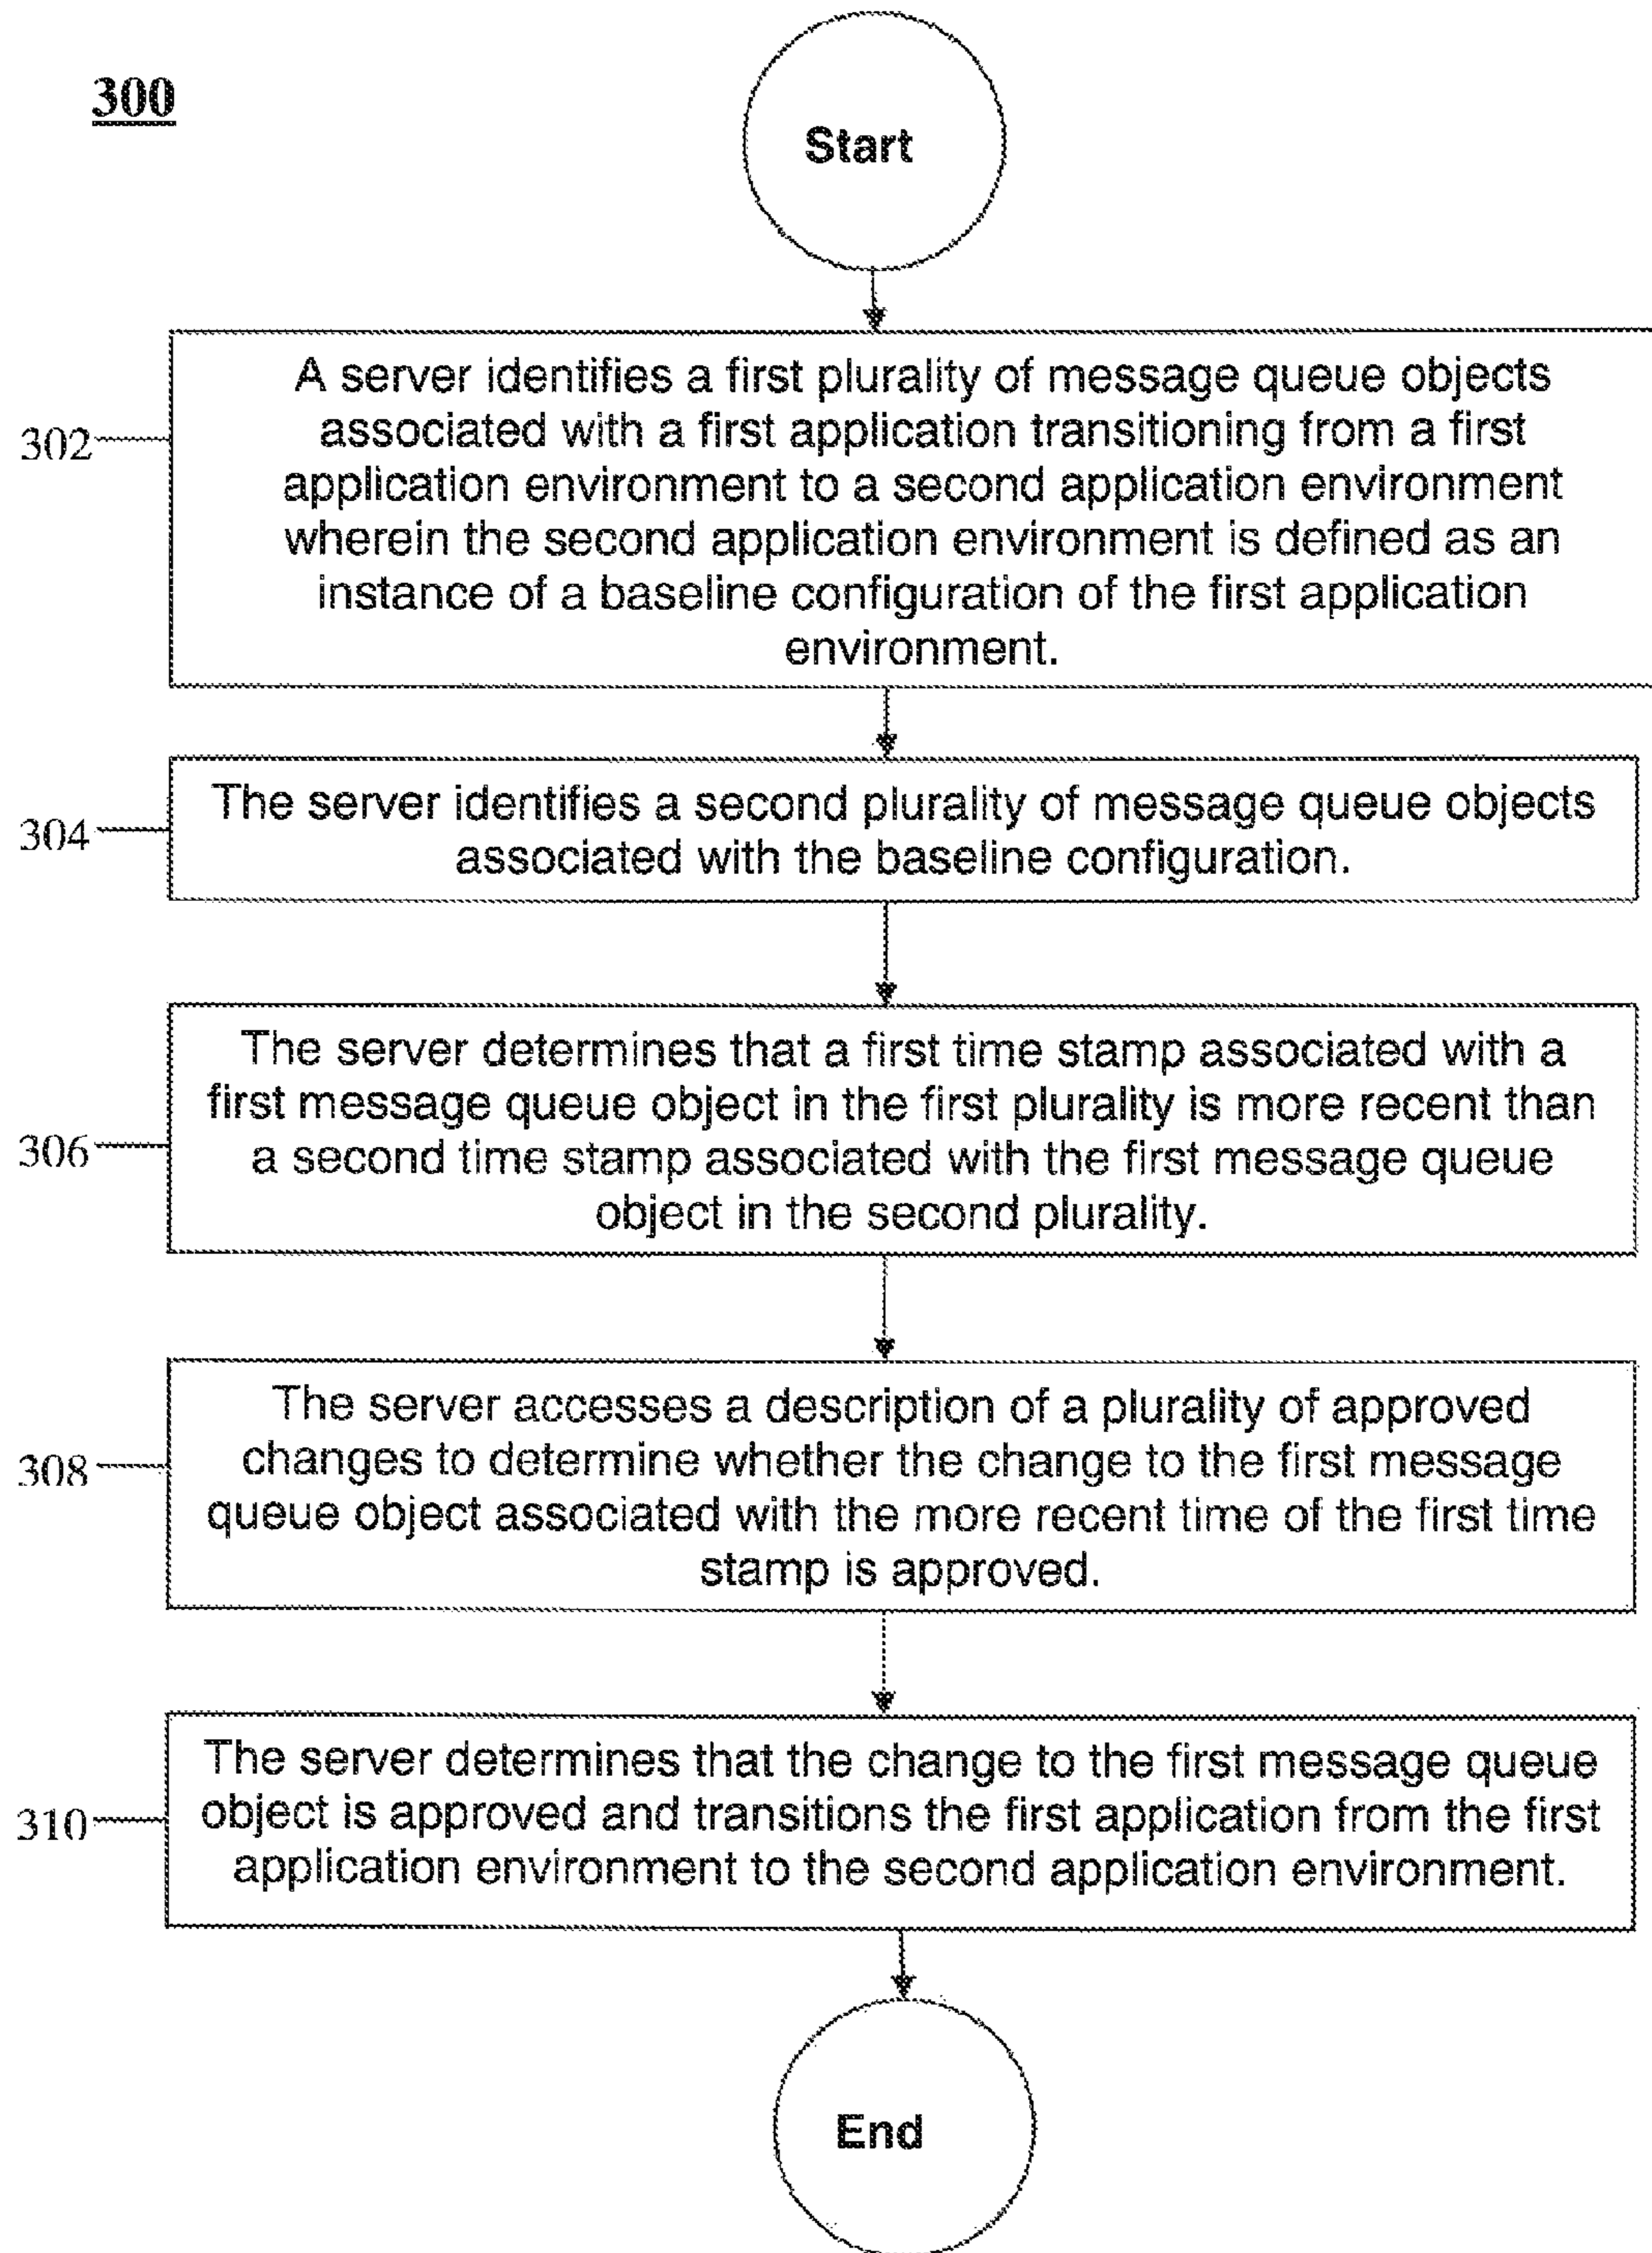 300
Start
302
A server identifies a first plurality of message queue objects
associated with a first application transitioning from a first
application environment to a second application environment
wherein the second application environment is defined as an
instance of a baseline configuration of the first application
environment.
304
The server identifies a second plurality of message queue objects
associated with the baseline configuration.
306
The server determines that a first time stamp associated with a
first message queue object in the first plurality is more recent than
a second time stamp associated with the first message queue
object in the second plurality.
308
The server accesses a description of a plurality of approved
changes to determine whether the change to the first message
queue object associated with the more recent time of the first time
stamp is approved.
310
The server determines that the change to the first message queue
object is approved and transitions the first application from the first
application environment to the second application environment.
End